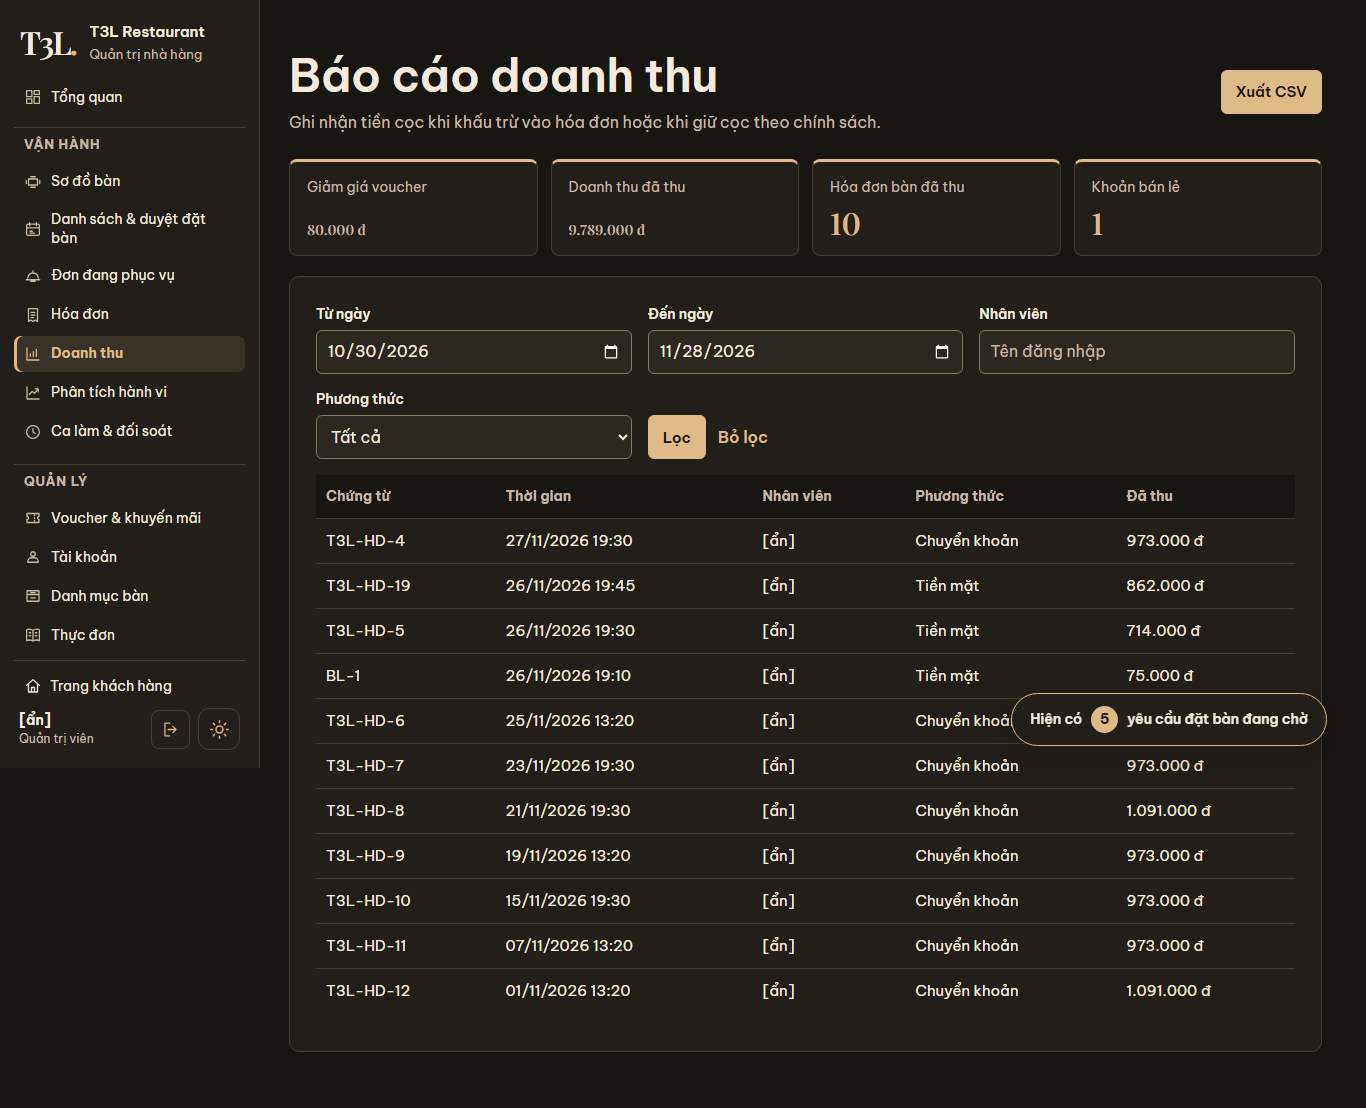 T3L.
T3L Restaurant
Quản trị nhà hàng
Tổng quan
VẬN HÀNH
Sơ đồ bàn
Danh sách & duyệt đặt
bàn
Đơn đang phục vụ
Hóa đơn
Doanh thu
Phân tích hành vi
Ca làm & đối soát
QUẢN LÝ
Voucher & khuyến mãi
Tài khoản
Danh mục bàn
Thực đơn
Trang khách hàng
[ẩn]
Quản trị viên
Báo cáo doanh thu
Ghi nhận tiền cọc khi khấu trừ vào hóa đơn hoặc khi giữ cọc theo chính sách.
Xuất CSV
Giảm giá voucher
80.000 đ
Doanh thu đã thu
9.789.000 đ
Hóa đơn bàn đã thu
10
Khoản bán lẻ
1
Từ ngày
10/30/2026
Đến ngày
11/28/2026
Nhân viên
Tên đăng nhập
Phương thức
Tất cả
Lọc
Bỏ lọc
Chứng từ Thời gian Nhân viên Phương thức Đã thu
T3L-HD-4 27/11/2026 19:30 [ẩn] Chuyển khoản 973.000 đ
T3L-HD-19 26/11/2026 19:45 [ẩn] Tiền mặt 862.000 đ
T3L-HD-5 26/11/2026 19:30 [ẩn] Tiền mặt 714.000 đ
BL-1 26/11/2026 19:10 [ẩn] Tiền mặt 75.000 đ
T3L-HD-6 25/11/2026 13:20 [ẩn] Chuyển
Hiện có 5 yêu cầu đặt bàn đang chờ
T3L-HD-7 23/11/2026 19:30 [ẩn] Chuyển khoản 973.000 đ
T3L-HD-8 21/11/2026 19:30 [ẩn] Chuyển khoản 1.091.000 đ
T3L-HD-9 19/11/2026 13:20 [ẩn] Chuyển khoản 973.000 đ
T3L-HD-10 15/11/2026 19:30 [ẩn] Chuyển khoản 973.000 đ
T3L-HD-11 07/11/2026 13:20 [ẩn] Chuyển khoản 973.000 đ
T3L-HD-12 01/11/2026 13:20 [ẩn] Chuyển khoản 1.091.000 đ